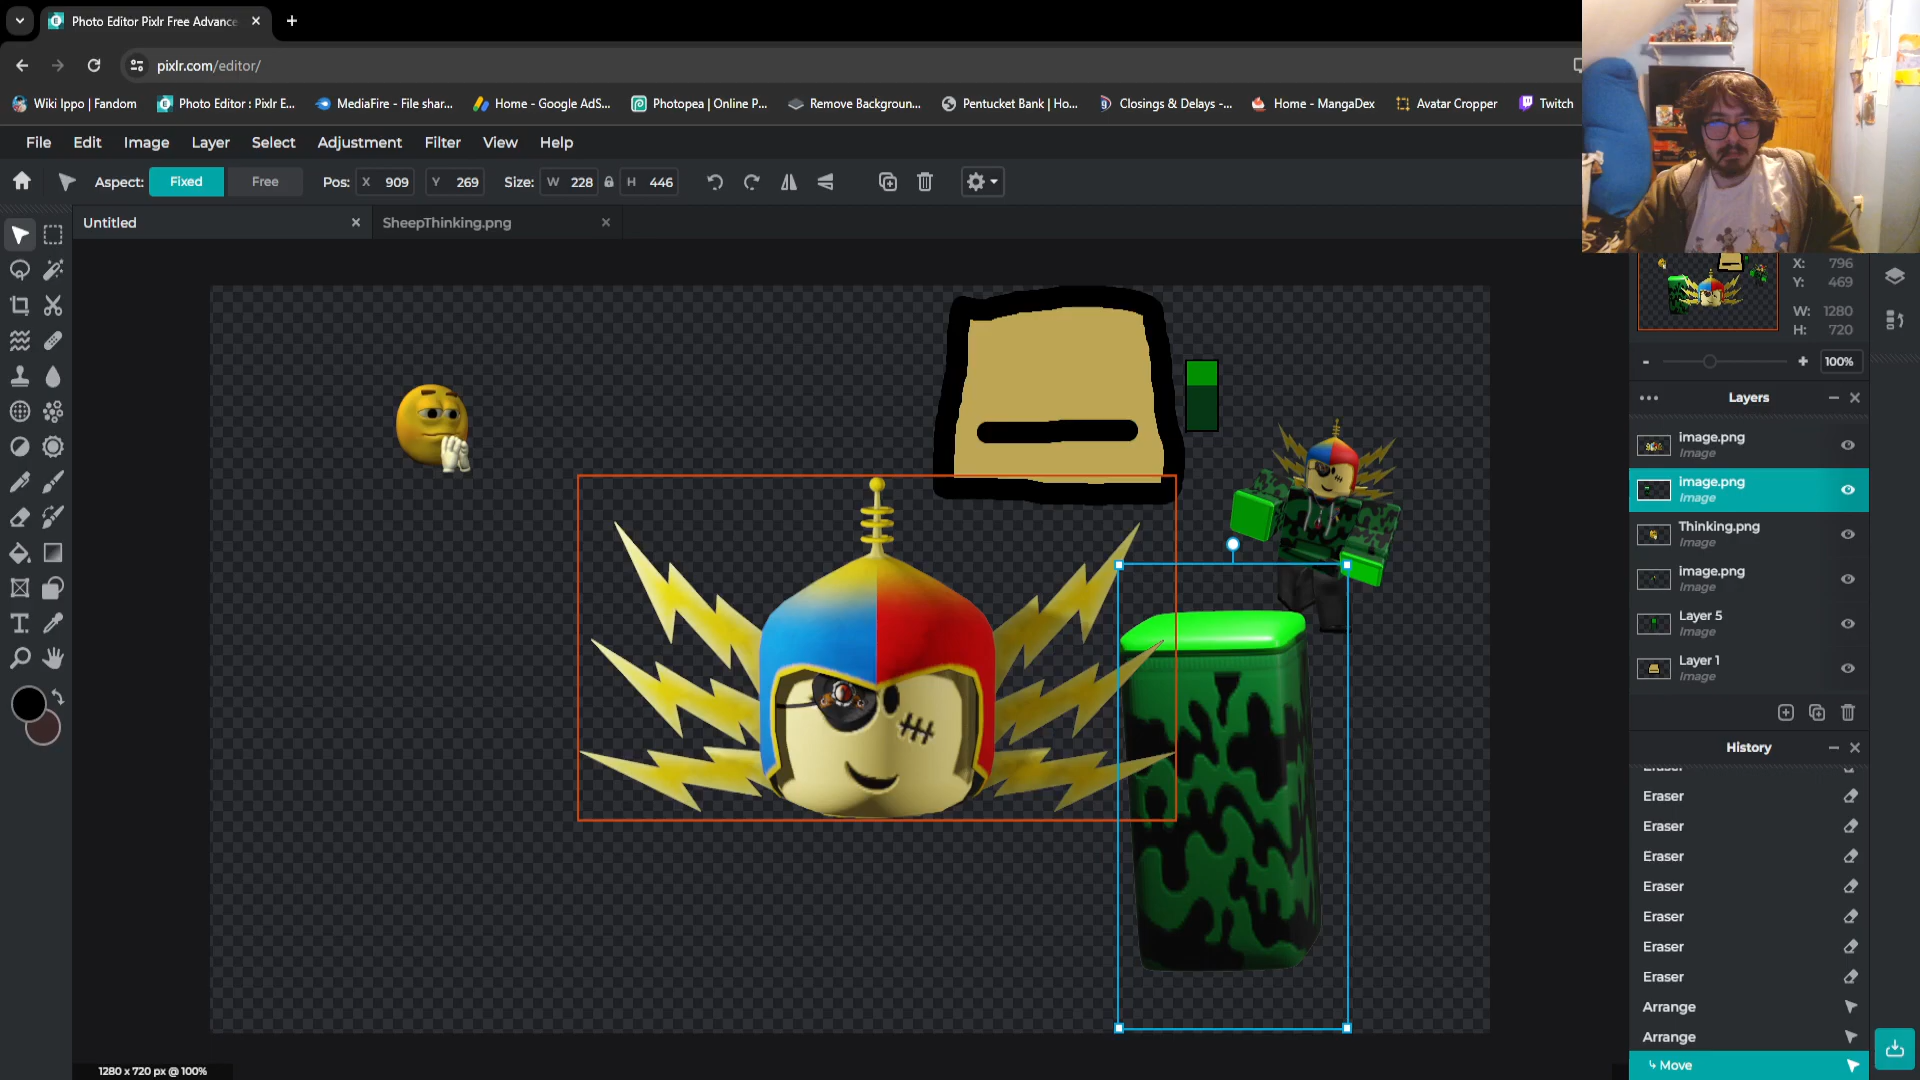 Photo Editor Pixlr Free Advance
pixlr.com/editor/
Wiki Ippo | Fandom
Photo Editor : Pixlr E...
MediaFire - File shar...
Home - Google AdS...
Photopea | Online P...
Remove Backgroun...
Pentucket Bank | Ho...
Closings & Delays -...
Home - MangaDex
Avatar Cropper
Twitch
File Edit Image Layer Select Adjustment Filter View Help
Aspect: Fixed Free Pos: X 909 Y 269 Size: W 228 H 446
Untitled
SheepThinking.png
X: 796
Y: 469
W: 1280
H: 720
100%
Layers
image.png
Image
image.png
Image
Thinking.png
Image
image.png
Image
Layer 5
Image
Layer 1
Image
History
Eraser
Eraser
Eraser
Eraser
Eraser
Eraser
Eraser
Eraser
Arrange
Arrange
Move
1280 x 720 px @ 100%